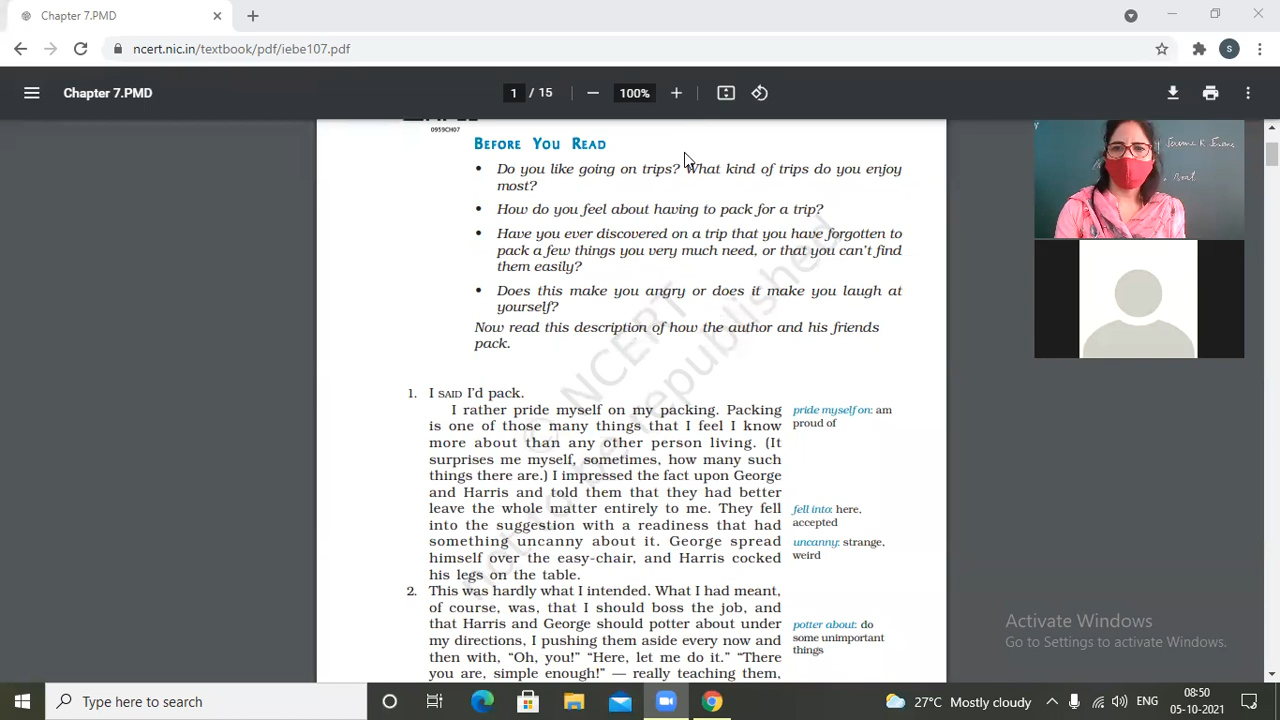 Chapter 7.PMD
ncert.nic.in/textbook/pdf/iebe107.pdf
S
Chapter 7.PMD
1 / 15
100%
0959CH07
BEFORE YOU READ
• Do you like going on trips? What kind of trips do you enjoy
most?
• How do you feel about having to pack for a trip?
• Have you ever discovered on a trip that you have forgotten to
pack a few things you very much need, or that you can't find
them easily?
• Does this make you angry or does it make you laugh at
yourself?
Now read this description of how the author and his friends
pack.
1. I SAID I'd pack.
I rather pride myself on my packing. Packing
is one of those many things that I feel I know
more about than any other person living. (It
surprises me myself, sometimes, how many such
things there are.) I impressed the fact upon George
and Harris and told them that they had better
leave the whole matter entirely to me. They fell
into the suggestion with a readiness that had
something uncanny about it. George spread
himself over the easy-chair, and Harris cocked
his legs on the table.
2. This was hardly what I intended. What I had meant,
of course, was, that I should boss the job, and
that Harris and George should potter about under
my directions, I pushing them aside every now and
then with, “Oh, you!” “Here, let me do it.” “There
you are, simple enough!” — really teaching them,
pride myself on: am
proud of
fell into: here,
accepted
uncanny: strange,
weird
potter about: do
some unimportant
things
© NCERT
not to be republished
Jerome K Jerome
Activate Windows
Go to Settings to activate Windows.
Type here to search
27°C Mostly cloudy
ENG
08:50
05-10-2021